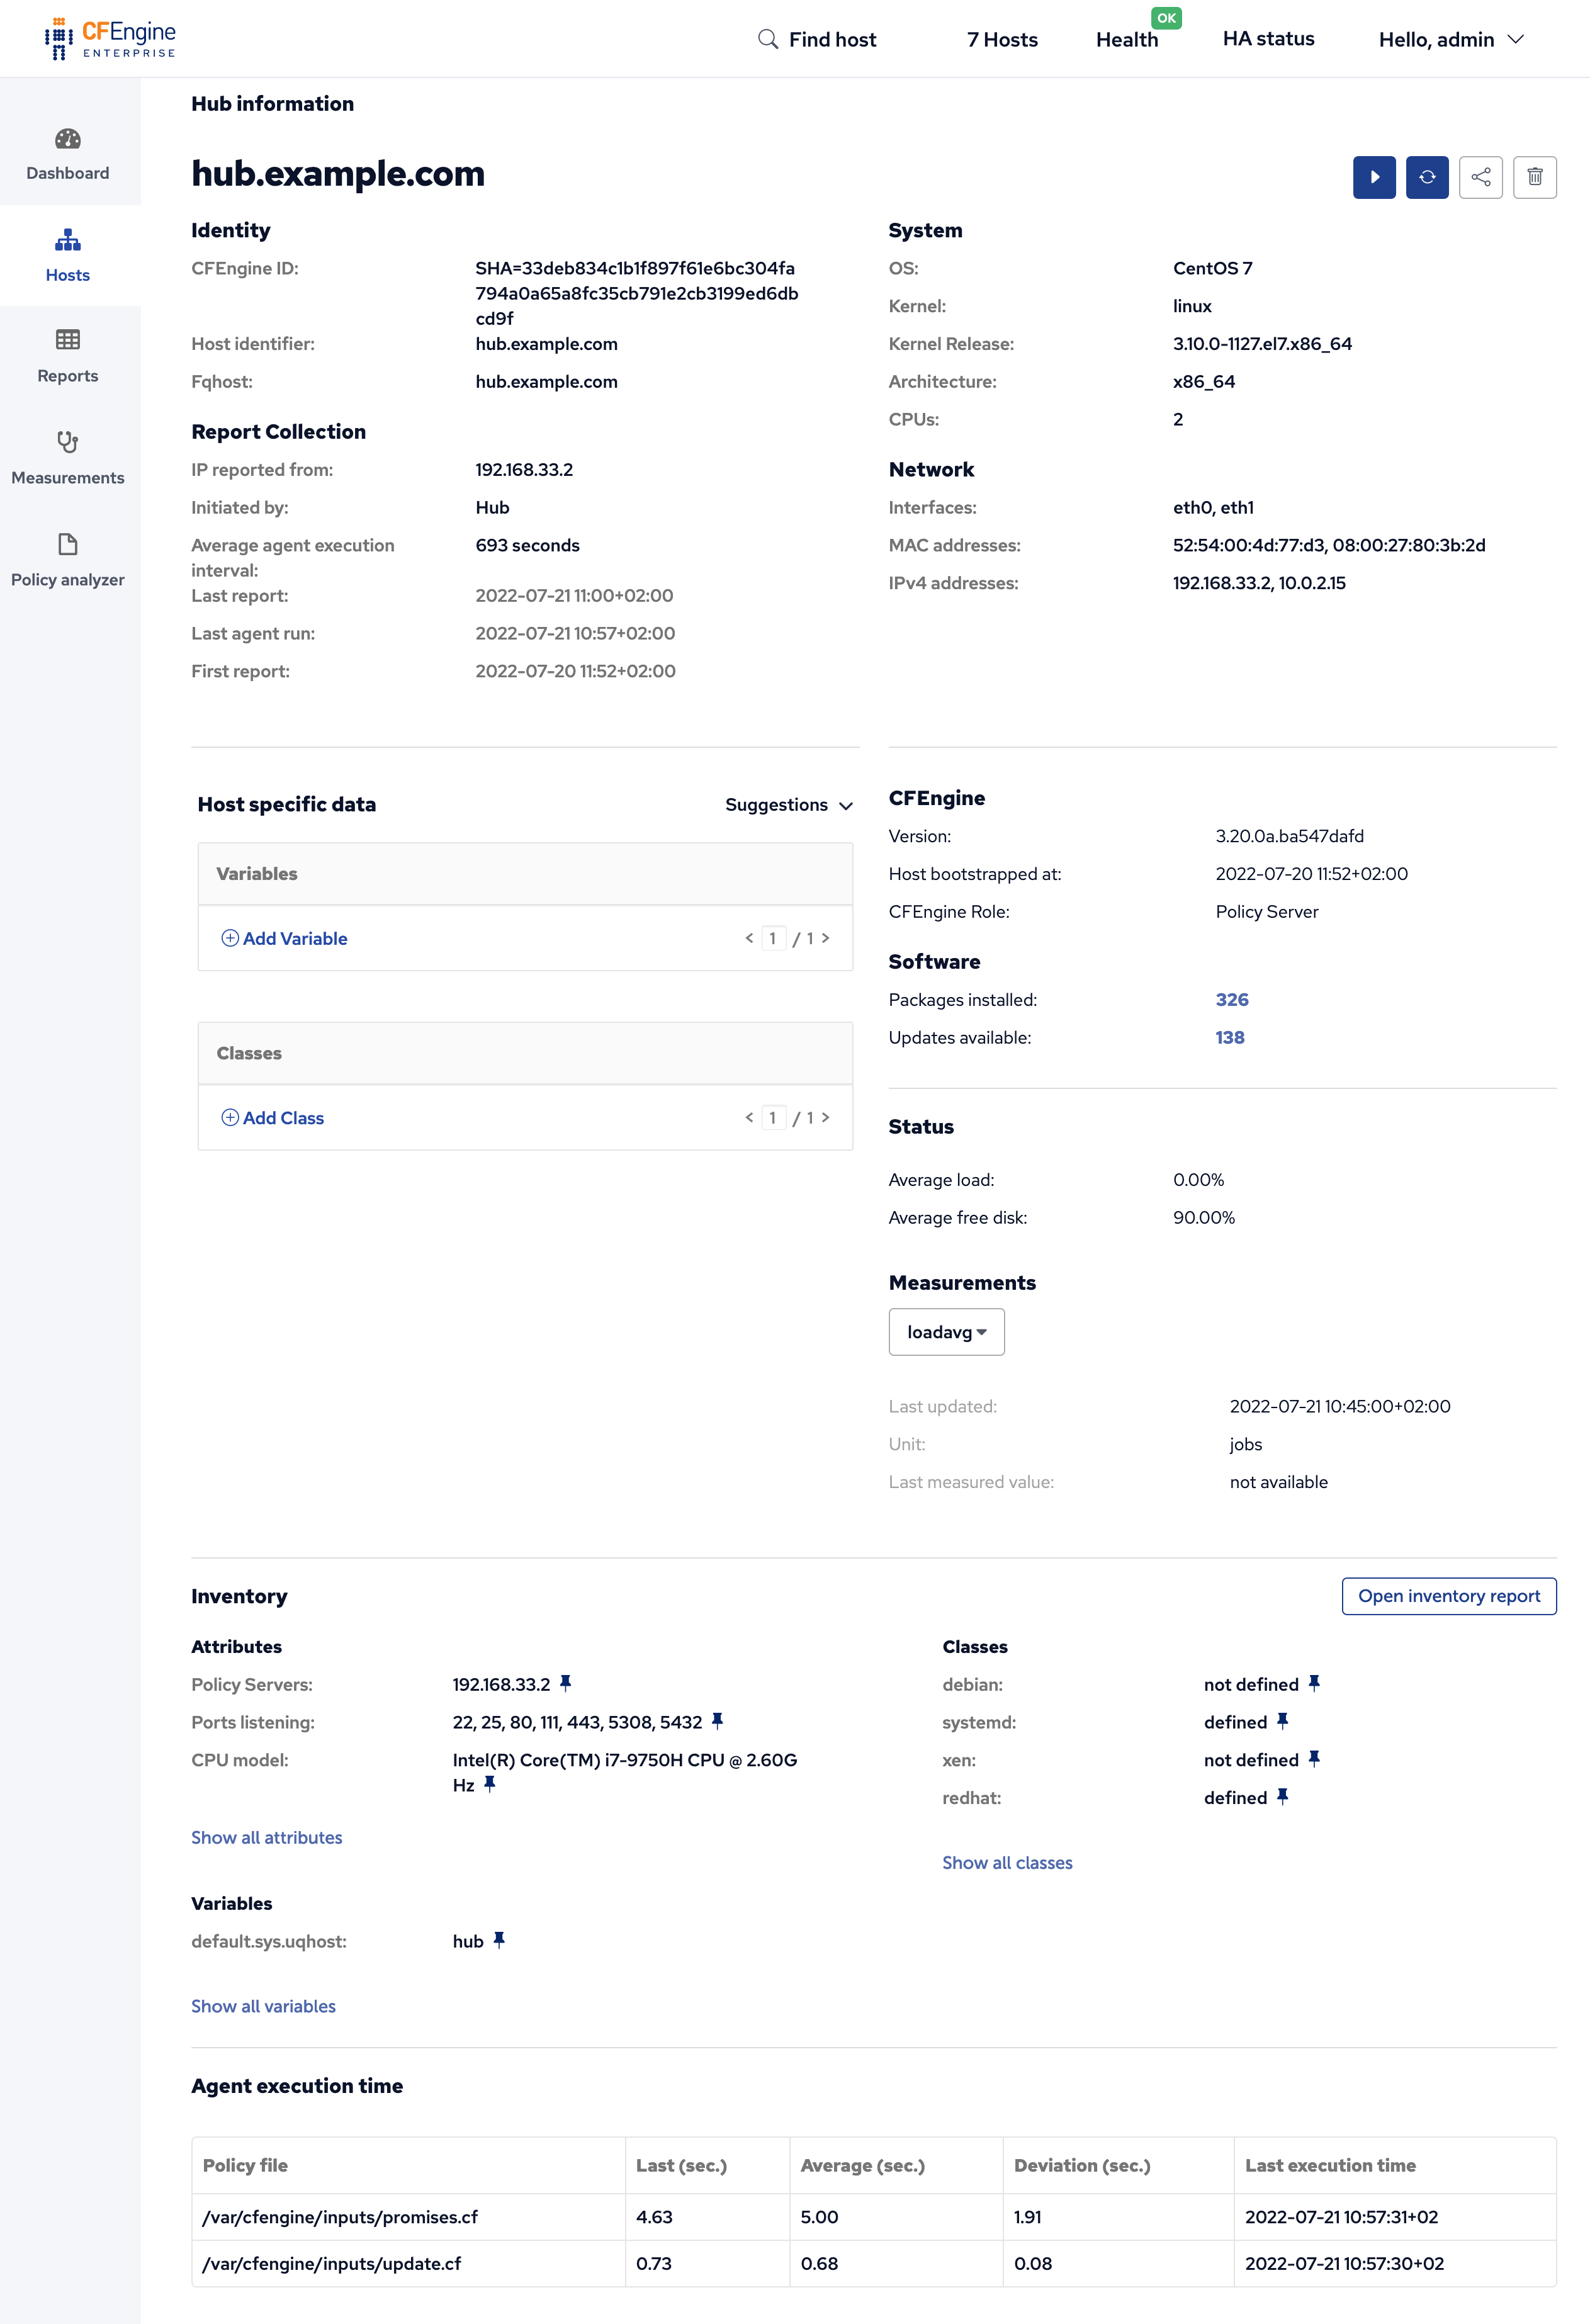 CFEngine
ENTERPRISE
Find host
7 Hosts
Health
OK
HA status
Hello, admin
Dashboard
Hosts
Reports
Measurements
Policy analyzer
Hub information
hub.example.com
Identity
CFEngine ID: SHA=33deb834c1b1f897f61e6bc304fa
794a0a65a8fc35cb791e2cb3199ed6db
cd9f
Host identifier: hub.example.com
Fqhost: hub.example.com
Report Collection
IP reported from: 192.168.33.2
Initiated by: Hub
Average agent execution 693 seconds
interval:
Last report: 2022-07-21 11:00+02:00
Last agent run: 2022-07-21 10:57+02:00
First report: 2022-07-20 11:52+02:00
System
OS: CentOS 7
Kernel: linux
Kernel Release: 3.10.0-1127.el7.x86_64
Architecture: x86_64
CPUs: 2
Network
Interfaces: eth0, eth1
MAC addresses: 52:54:00:4d:77:d3, 08:00:27:80:3b:2d
IPv4 addresses: 192.168.33.2, 10.0.2.15
Host specific data Suggestions
Variables
Add Variable < 1 / 1 >
Classes
Add Class < 1 / 1 >
CFEngine
Version: 3.20.0a.ba547dafd
Host bootstrapped at: 2022-07-20 11:52+02:00
CFEngine Role: Policy Server
Software
Packages installed: 326
Updates available: 138
Status
Average load: 0.00%
Average free disk: 90.00%
Measurements
loadavg
Last updated: 2022-07-21 10:45:00+02:00
Unit: jobs
Last measured value: not available
Inventory
Open inventory report
Attributes
Policy Servers: 192.168.33.2
Ports listening: 22, 25, 80, 111, 443, 5308, 5432
CPU model: Intel(R) Core(TM) i7-9750H CPU @ 2.60G
Hz
Show all attributes
Classes
debian: not defined
systemd: defined
xen: not defined
redhat: defined
Show all classes
Variables
default.sys.uqhost: hub
Show all variables
Agent execution time
Policy file Last (sec.) Average (sec.) Deviation (sec.) Last execution time
/var/cfengine/inputs/promises.cf 4.63 5.00 1.91 2022-07-21 10:57:31+02
/var/cfengine/inputs/update.cf 0.73 0.68 0.08 2022-07-21 10:57:30+02